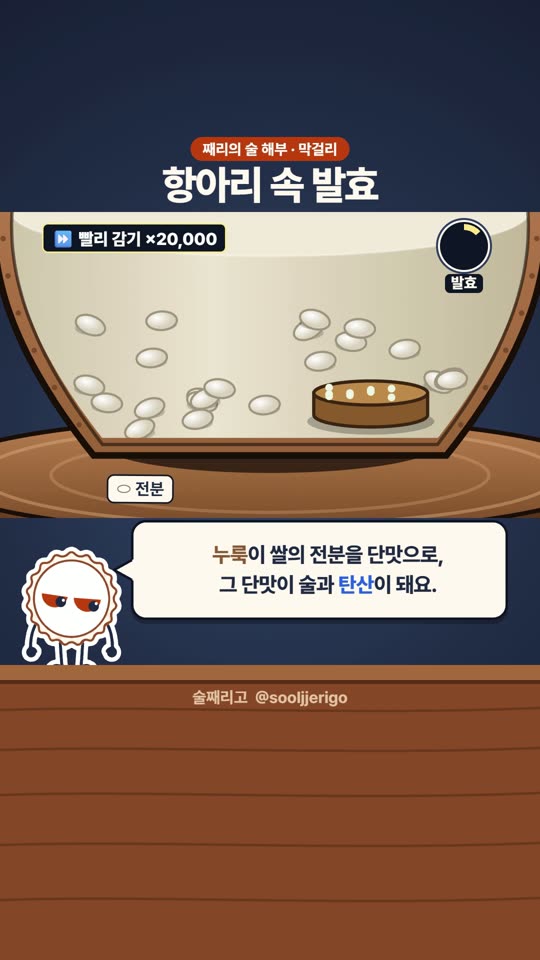 째리의 술 해부 · 막걸리
항아리 속 발효
⏩ 빨리 감기 ×20,000
발효
전분
누룩이 쌀의 전분을 단맛으로,
그 단맛이 술과 탄산이 돼요.
술째리고 @sooljjerigo